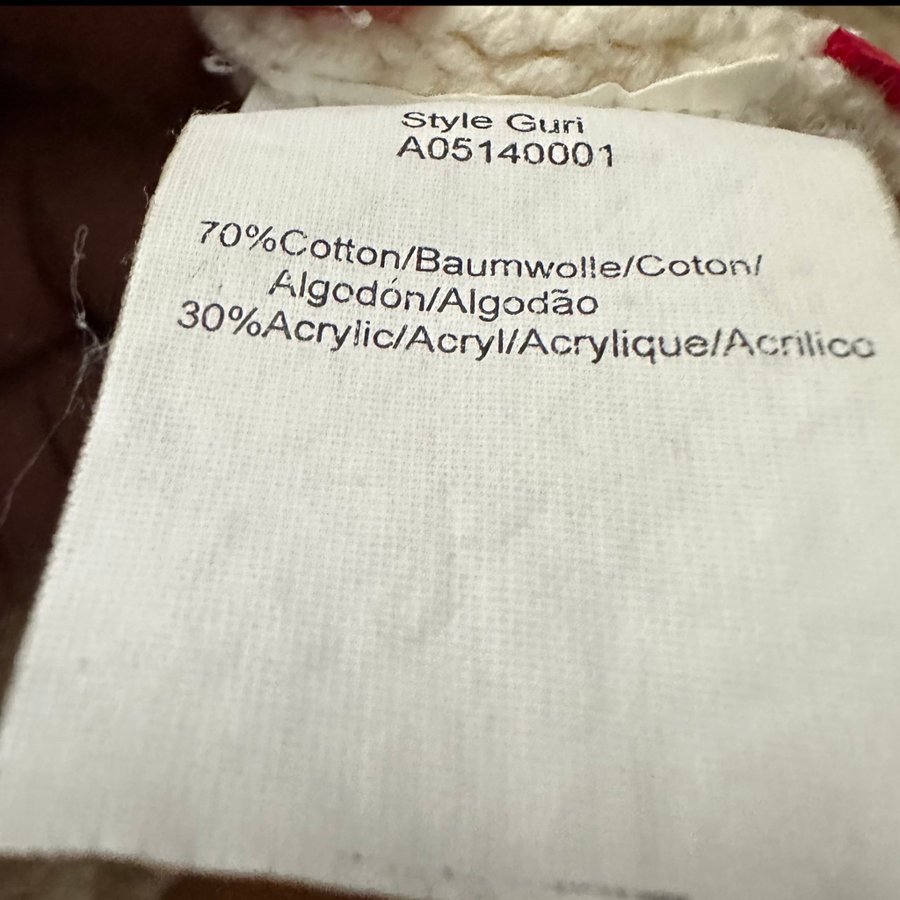 Style Guri
A05140001
70%Cotton/Baumwolle/Coton/
Algodón/Algodão
30%Acrylic/Acryl/Acrylique/Acrilico